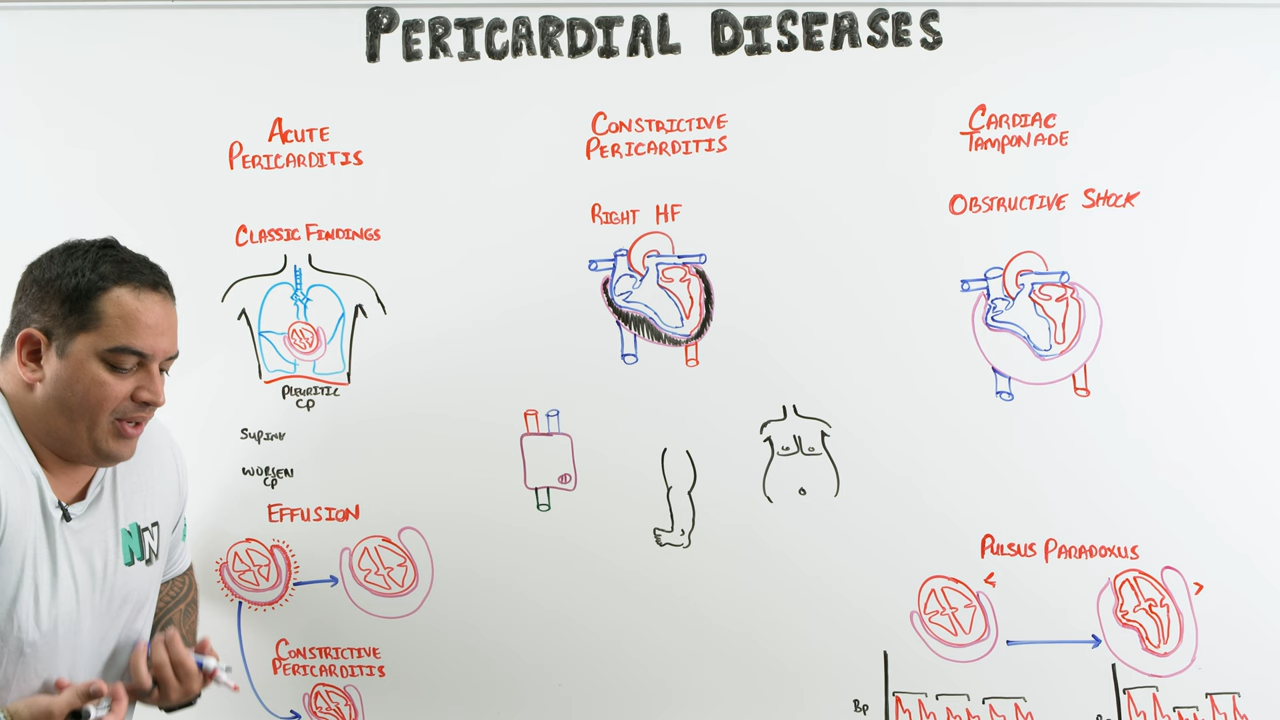 PERICARDIAL DISEASES
ACUTE
PERICARDITIS
CLASSIC FINDINGS
PLEURITIC
CP
SUPINE
WORSEN
CP
EFFUSION
CONSTRICTIVE
PERICARDITIS
CONSTRICTIVE
PERICARDITIS
RIGHT HF
CARDIAC
TAMPONADE
OBSTRUCTIVE SHOCK
PULSUS PARADOXUS
BP
NN